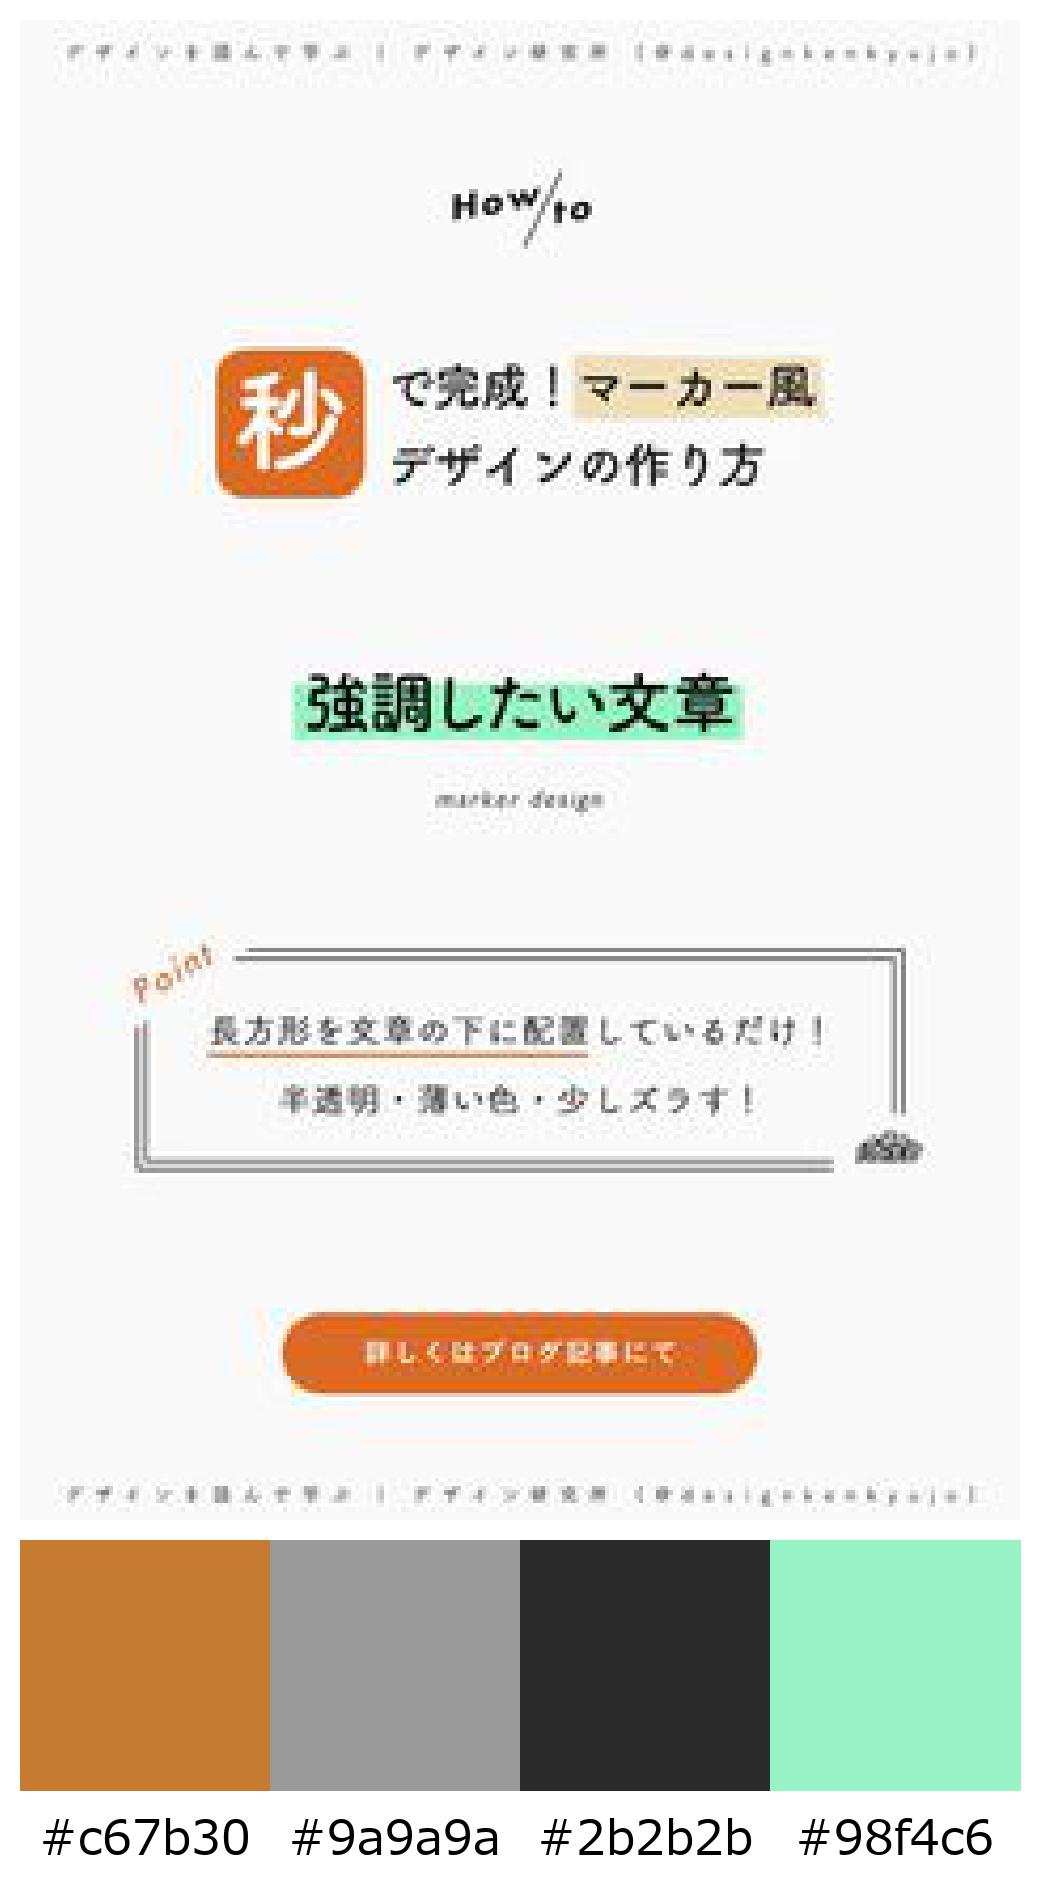 デザインを読んで学ぶ | デザイン研究所 (@designkenkyujo)
How/to
秒で完成！マーカー風
デザインの作り方
強調したい文章
marker design
Point
長方形を文章の下に配置しているだけ！
半透明・薄い色・少しズラす！
詳しくはブログ記事にて
デザインを読んで学ぶ | デザイン研究所 (@designkenkyujo)
#c67b30 #9a9a9a #2b2b2b #98f4c6